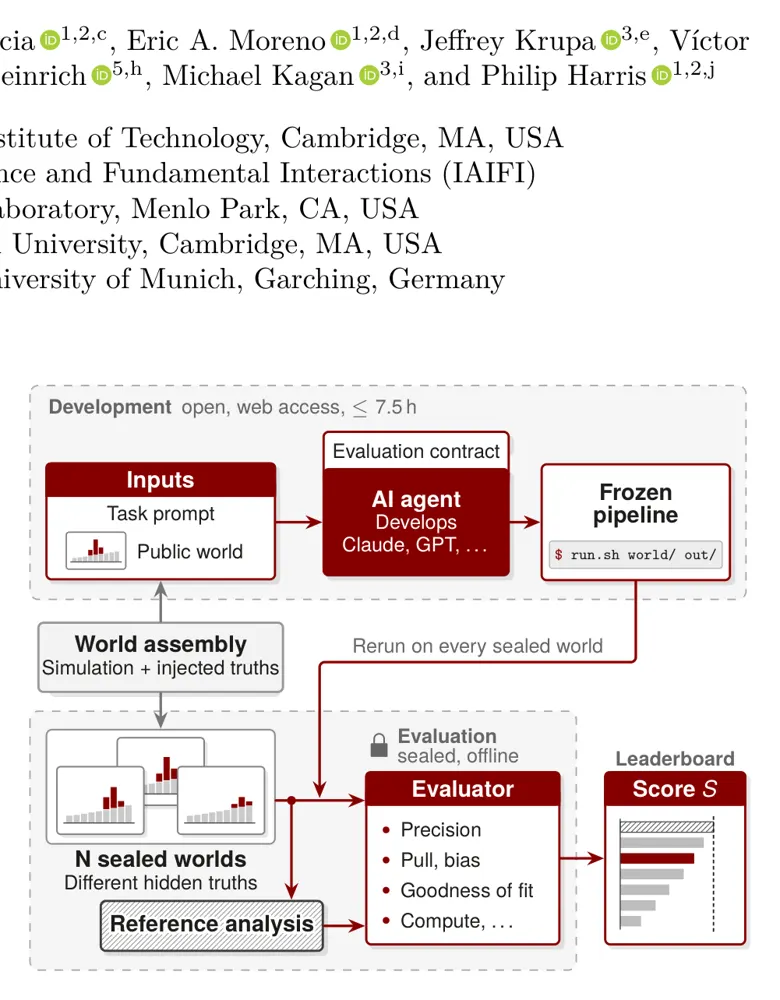 cia 1,2,c, Eric A. Moreno 1,2,d, Jeffrey Krupa 3,e, Víctor
einrich 5,h, Michael Kagan 3,i, and Philip Harris 1,2,j
stitute of Technology, Cambridge, MA, USA
nce and Fundamental Interactions (IAIFI)
aboratory, Menlo Park, CA, USA
University, Cambridge, MA, USA
niversity of Munich, Garching, Germany
Development open, web access, ≤ 7.5 h
Inputs
Task prompt
Public world
Evaluation contract
AI agent
Develops
Claude, GPT, ...
Frozen
pipeline
$ run.sh world/ out/
World assembly
Simulation + injected truths
Rerun on every sealed world
N sealed worlds
Different hidden truths
Reference analysis
Evaluation
sealed, offline
Evaluator
• Precision
• Pull, bias
• Goodness of fit
• Compute, ...
Leaderboard
Score S